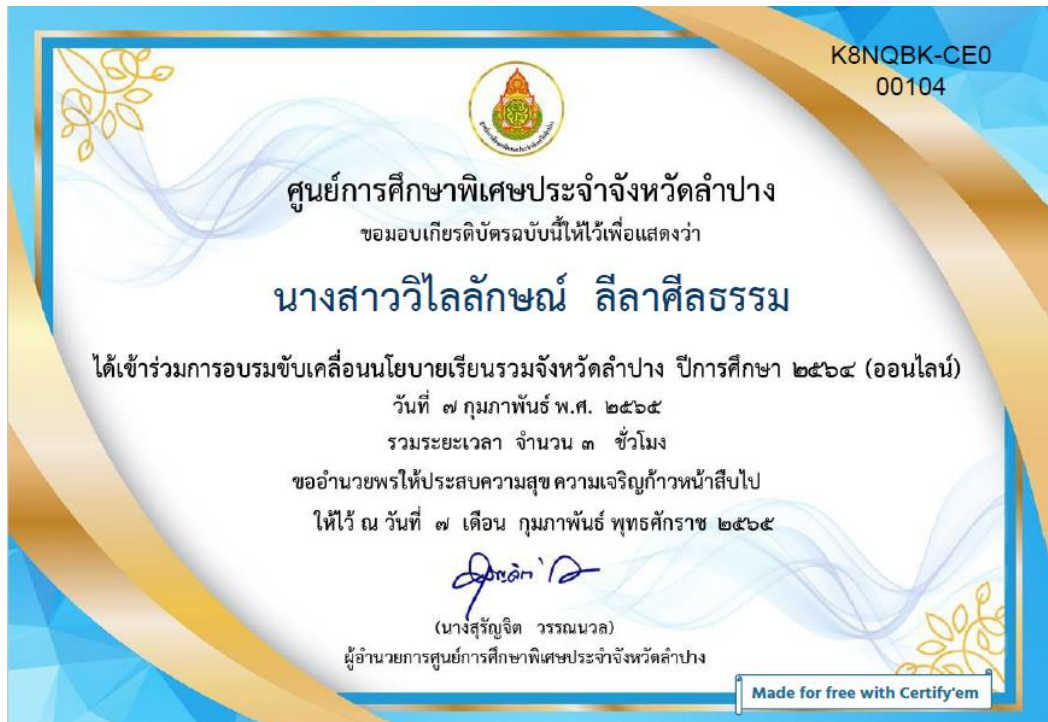 K8NQBK-CE0
00104
ศูนย์การศึกษาพิเศษประจำจังหวัดลำปาง
ขอมอบเกียรติบัตรฉบับนี้ให้ไว้เพื่อแสดงว่า
นางสาววิไลลักษณ์ ลีลาศีลธรรม
ได้เข้าร่วมการอบรมขับเคลื่อนนโยบายเรียนรวมจังหวัดลำปาง ปีการศึกษา ๒๕๖๔ (ออนไลน์)
วันที่ ๗ กุมภาพันธ์ พ.ศ. ๒๕๖๕
รวมระยะเวลา จำนวน ๓ ชั่วโมง
ขออำนวยพรให้ประสบความสุข ความเจริญก้าวหน้าสืบไป
ให้ไว้ ณ วันที่ ๗ เดือน กุมภาพันธ์ พุทธศักราช ๒๕๖๕
(นางสุรัญจิต วรรณนวล)
ผู้อำนวยการศูนย์การศึกษาพิเศษประจำจังหวัดลำปาง
Made for free with Certify'em